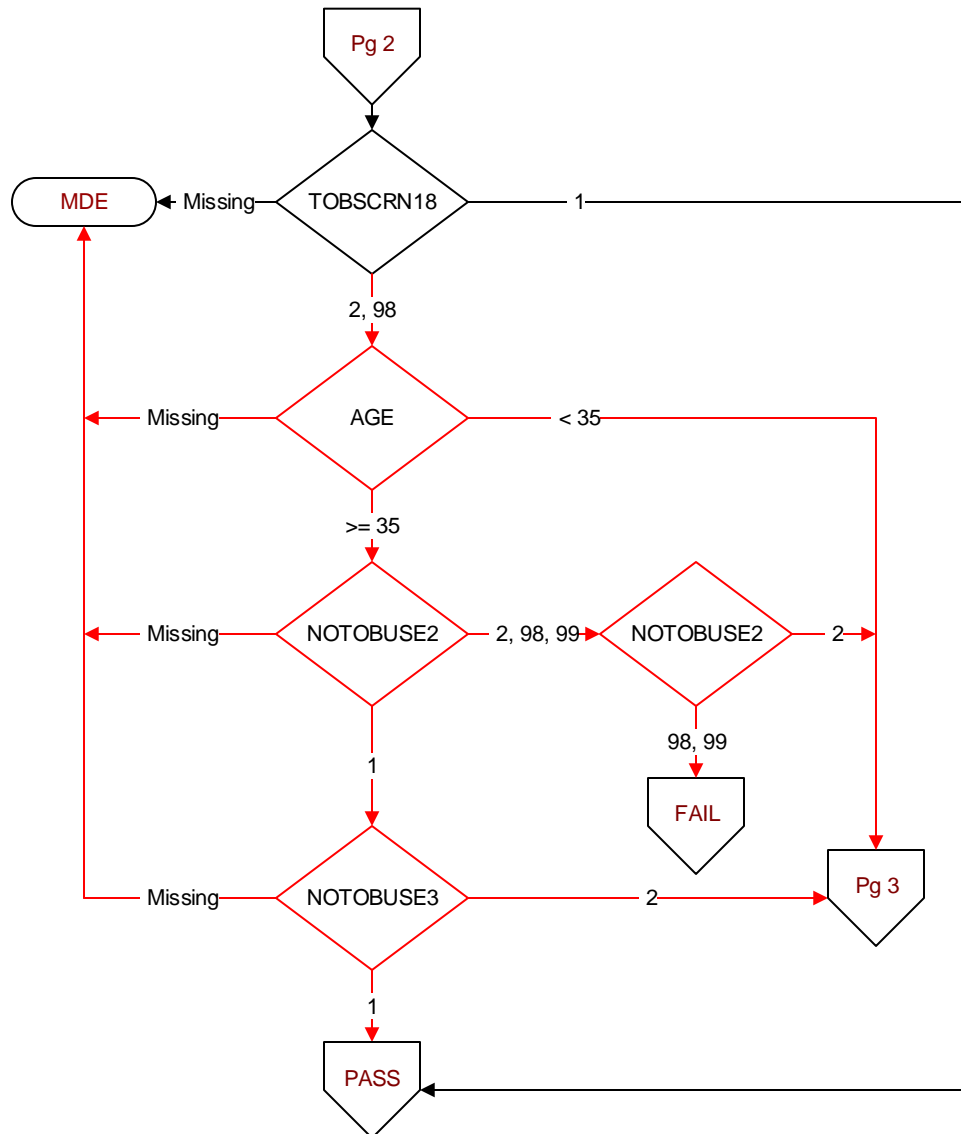 Pg 2
MDE
Missing
TOBSCRN18
1
2, 98
Missing
AGE
< 35
>= 35
Missing
NOTOBUSE2
2, 98, 99
NOTOBUSE2
2
98, 99
1
FAIL
Missing
NOTOBUSE3
2
Pg 3
1
PASS